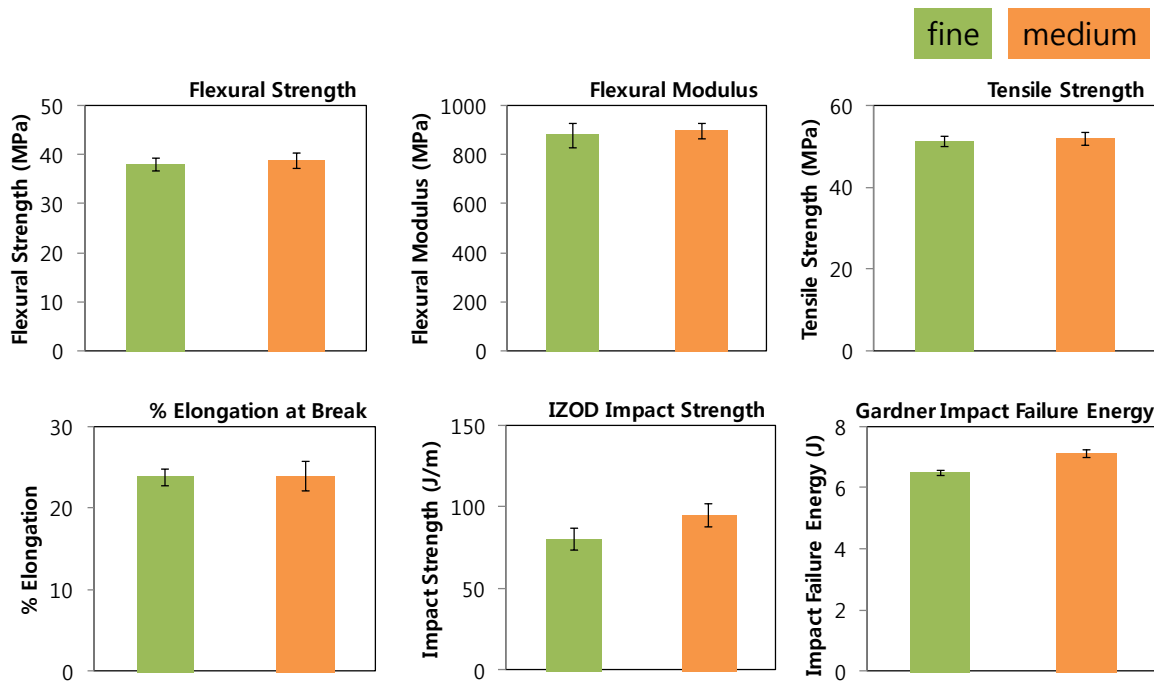 fine medium
Flexural Strength
Flexural Strength (MPa)
50
40
30
20
10
0
Flexural Modulus
Flexural Modulus (MPa)
1000
800
600
400
200
0
Tensile Strength
Tensile Strength (MPa)
60
40
20
0
% Elongation at Break
% Elongation
30
20
10
0
IZOD Impact Strength
Impact Strength (J/m)
150
100
50
0
Gardner Impact Failure Energy
Impact Failure Energy (J)
8
6
4
2
0